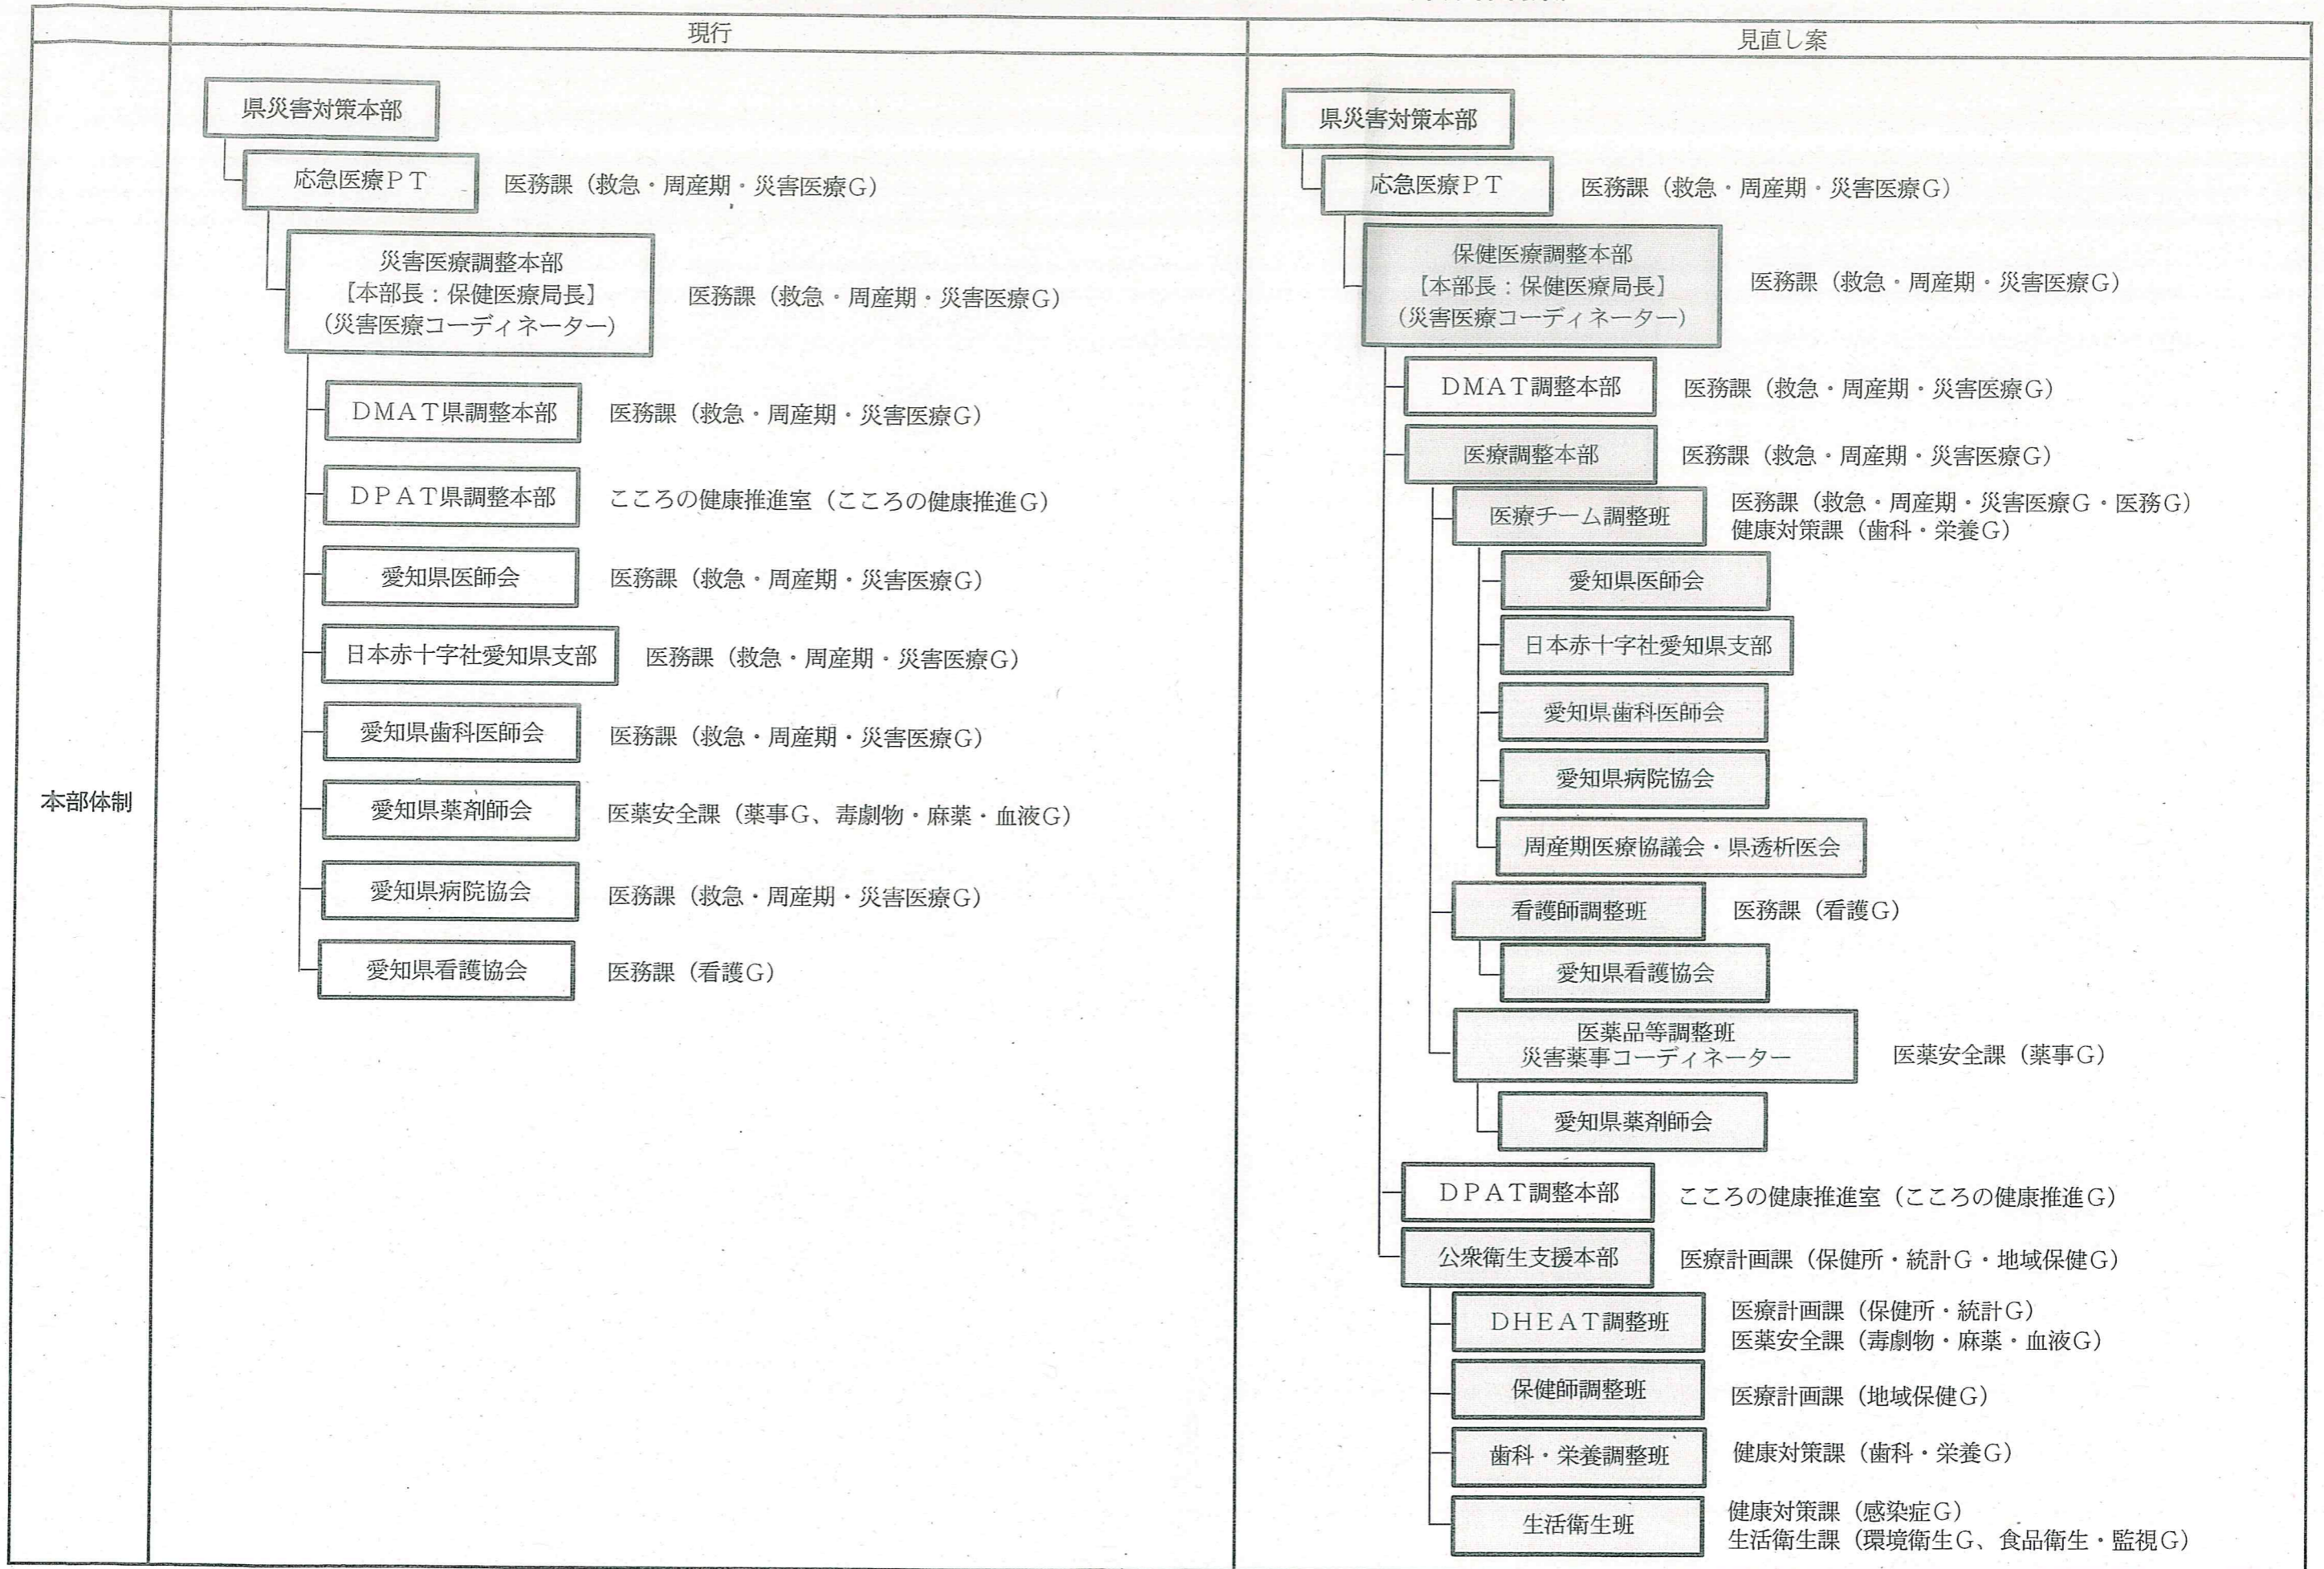 現行
見直し案
本部体制
県災害対策本部
応急医療PT 医務課（救急・周産期・災害医療G）
災害医療調整本部
［本部長：保健医療局長］
（災害医療コーディネーター）
医務課（救急・周産期・災害医療G）
DMAT県調整本部 医務課（救急・周産期・災害医療G）
DPAT県調整本部 こころの健康推進室（こころの健康推進G）
愛知県医師会 医務課（救急・周産期・災害医療G）
日本赤十字社愛知県支部 医務課（救急・周産期・災害医療G）
愛知県歯科医師会 医務課（救急・周産期・災害医療G）
愛知県薬剤師会 医薬安全課（薬事G、毒劇物・麻薬・血液G）
愛知県病院協会 医務課（救急・周産期・災害医療G）
愛知県看護協会 医務課（看護G）
県災害対策本部
応急医療PT 医務課（救急・周産期・災害医療G）
保健医療調整本部
［本部長：保健医療局長］
（災害医療コーディネーター）
医務課（救急・周産期・災害医療G）
DMAT調整本部 医務課（救急・周産期・災害医療G）
医療調整本部 医務課（救急・周産期・災害医療G）
医療チーム調整班 医務課（救急・周産期・災害医療G・医務G）
健康対策課（歯科・栄養G）
愛知県医師会
日本赤十字社愛知県支部
愛知県歯科医師会
愛知県病院協会
周産期医療協議会・県透析医会
看護師調整班 医務課（看護G）
愛知県看護協会
医薬品等調整班
災害薬事コーディネーター
医薬安全課（薬事G）
愛知県薬剤師会
DPAT調整本部 こころの健康推進室（こころの健康推進G）
公衆衛生支援本部 医療計画課（保健所・統計G・地域保健G）
DHEAT調整班 医療計画課（保健所・統計G）
医薬安全課（毒劇物・麻薬・血液G）
保健師調整班 医療計画課（地域保健G）
歯科・栄養調整班 健康対策課（歯科・栄養G）
生活衛生班 健康対策課（感染症G）
生活衛生課（環境衛生G、食品衛生・監視G）